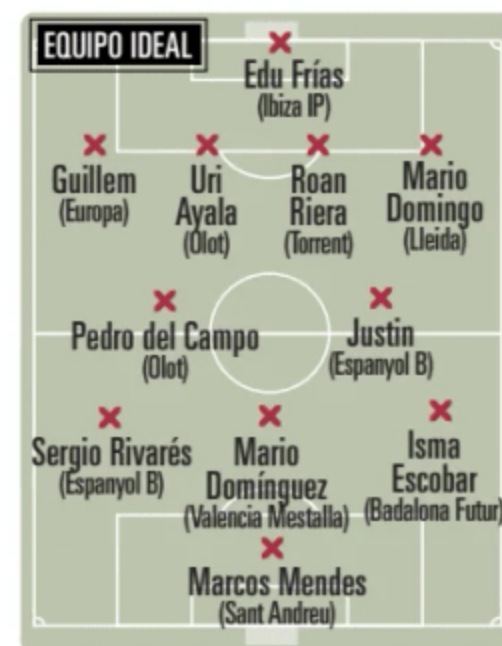 EQUIPO IDEAL
Edu Frías
(Ibiza IP)
Guillem
(Europa)
Uri
Ayala
(Olot)
Roan
Riera
(Torrent)
Mario
Domingo
(Lleida)
Pedro del Campo
(Olot)
Justin
(Espanyol B)
Sergio Rivarés
(Espanyol B)
Mario
Domínguez
(Valencia Mestalla)
Isma
Escobar
(Badalona Futur)
Marcos Mendes
(Sant Andreu)